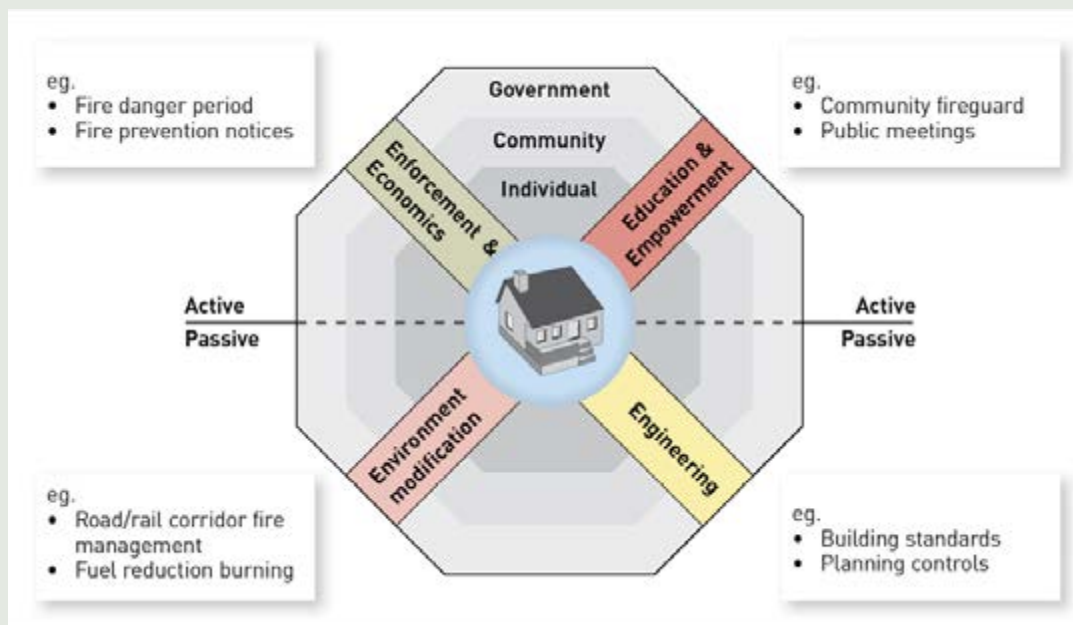 eg.
• Fire danger period
• Fire prevention notices
eg.
• Community fireguard
• Public meetings
Government
Community
Individual
Enforcement &
Economics
Education &
Empowerment
Active
Passive
Active
Passive
Environment
modification
Engineering
eg.
• Road/rail corridor fire
management
• Fuel reduction burning
eg.
• Building standards
• Planning controls